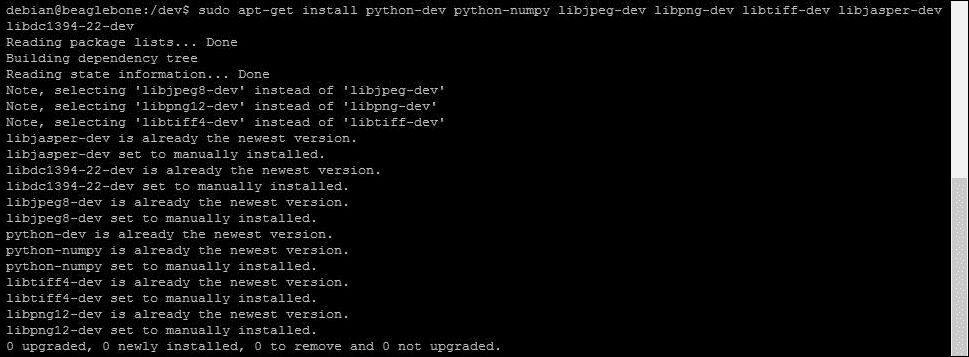 debian@beaglebone:/dev$ sudo apt-get install python-dev python-numpy libjpeg-dev libpng-dev libtiff-dev libjasper-dev
libdc1394-22-dev
Reading package lists... Done
Building dependency tree
Reading state information... Done
Note, selecting 'libjpeg8-dev' instead of 'libjpeg-dev'
Note, selecting 'libpng12-dev' instead of 'libpng-dev'
Note, selecting 'libtiff4-dev' instead of 'libtiff-dev'
libjasper-dev is already the newest version.
libjasper-dev set to manually installed.
libdc1394-22-dev is already the newest version.
libdc1394-22-dev set to manually installed.
libjpeg8-dev is already the newest version.
libjpeg8-dev set to manually installed.
python-dev is already the newest version.
python-numpy is already the newest version.
python-numpy set to manually installed.
libtiff4-dev is already the newest version.
libtiff4-dev set to manually installed.
libpng12-dev is already the newest version.
libpng12-dev set to manually installed.
0 upgraded, 0 newly installed, 0 to remove and 0 not upgraded.